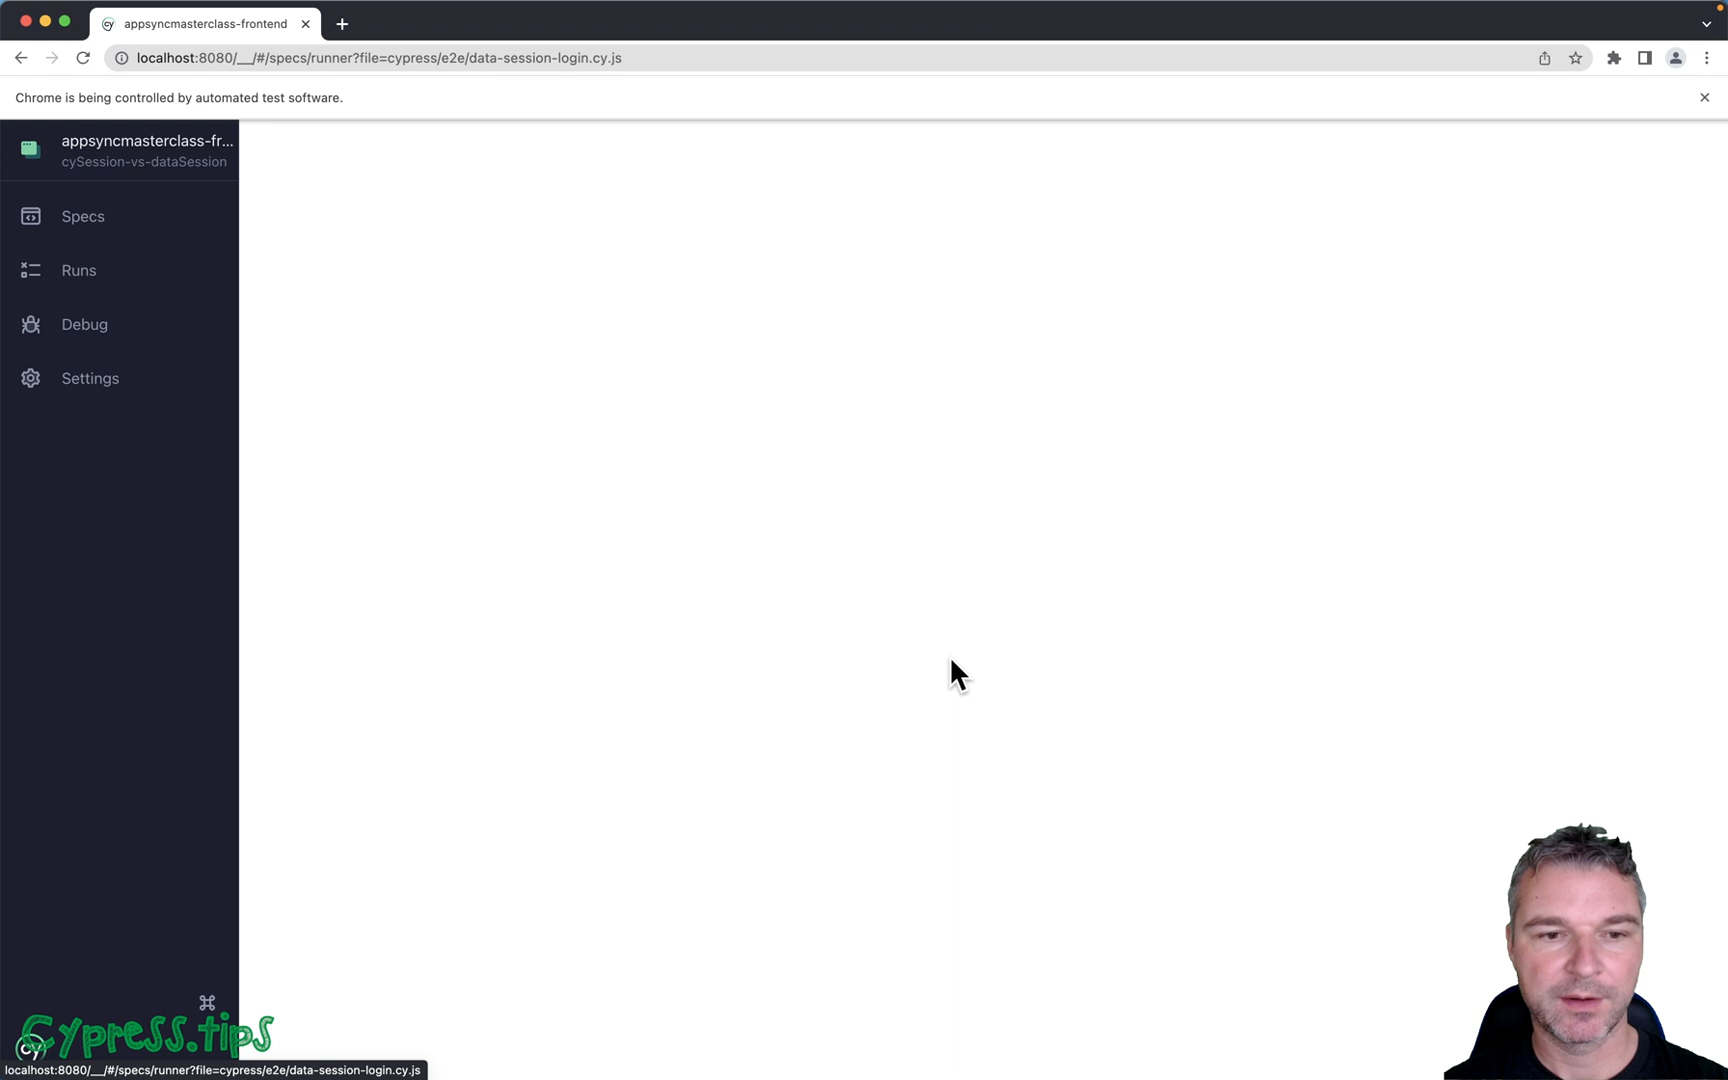 cy appsyncmasterclass-frontend
localhost:8080/__/#/specs/runner?file=cypress/e2e/data-session-login.cy.js
Chrome is being controlled by automated test software.
appsyncmasterclass-fr...
cySession-vs-dataSession
Specs
Runs
Debug
Settings
Cypress.tips
cy
localhost:8080/__/#/specs/runner?file=cypress/e2e/data-session-login.cy.js